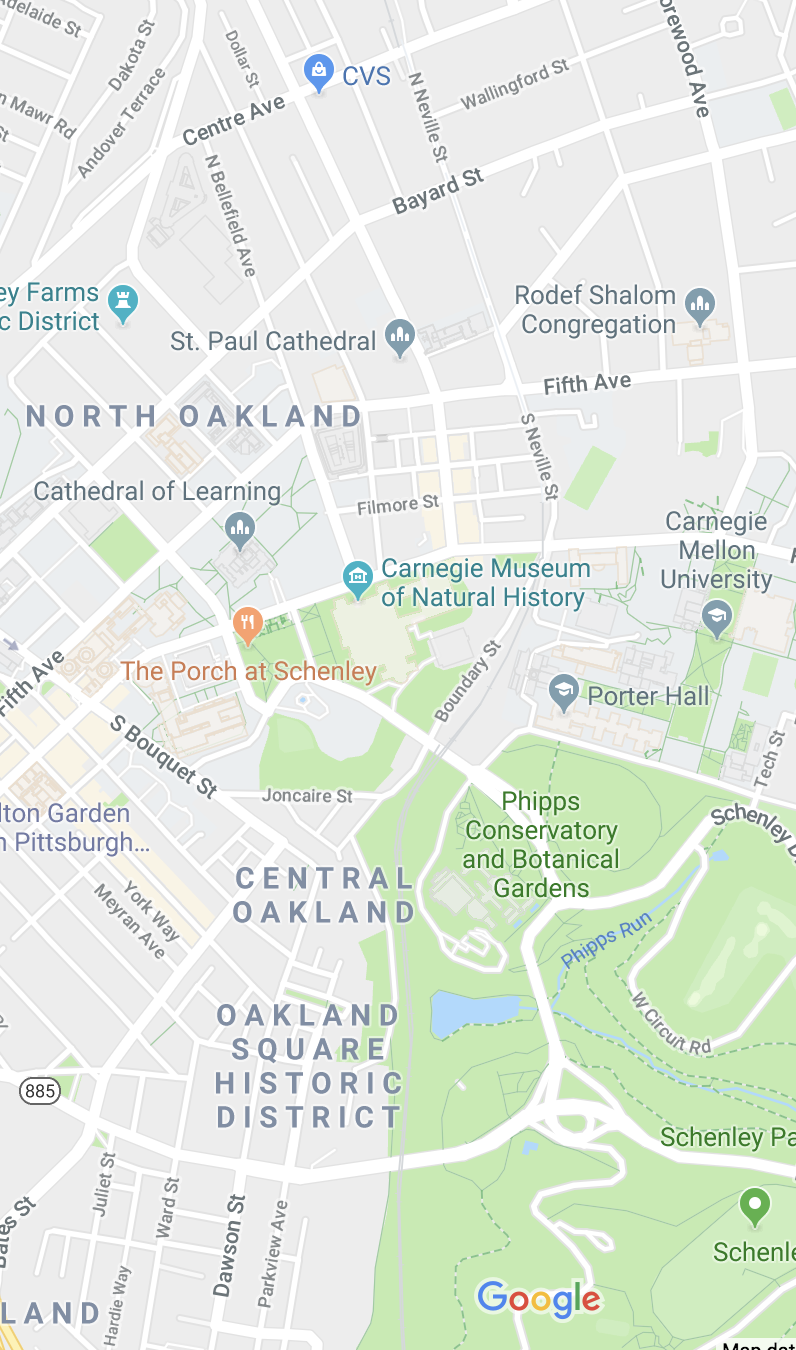 Adelaide St
Dakota St
Dollar St
CVS
orewood Ave
N Neville St
Wallingford St
n Mawr Rd
Andover Terrace
Centre Ave
N Bellefield Ave
Bayard St
ey Farms
c District
Rodef Shalom
Congregation
St. Paul Cathedral
Fifth Ave
NORTH OAKLAND
S Neville St
Cathedral of Learning
Filmore St
Carnegie
Mellon
University
Carnegie Museum
of Natural History
The Porch at Schenley
Fifth Ave
Boundary St
Porter Hall
S Bouquet St
Tech St
Joncaire St
lton Garden
n Pittsburgh...
Phipps
Conservatory
and Botanical
Gardens
Schenley D
CENTRAL
OAKLAND
York Way
Meyran Ave
Phipps Run
OAKLAND
SQUARE
HISTORIC
DISTRICT
W Circuit Rd
885
Schenley Pa
Juliet St
Ward St
Bates St
Dawson St
Parkview Ave
Schenle
Google
LAND
Hardie Way
Map dat